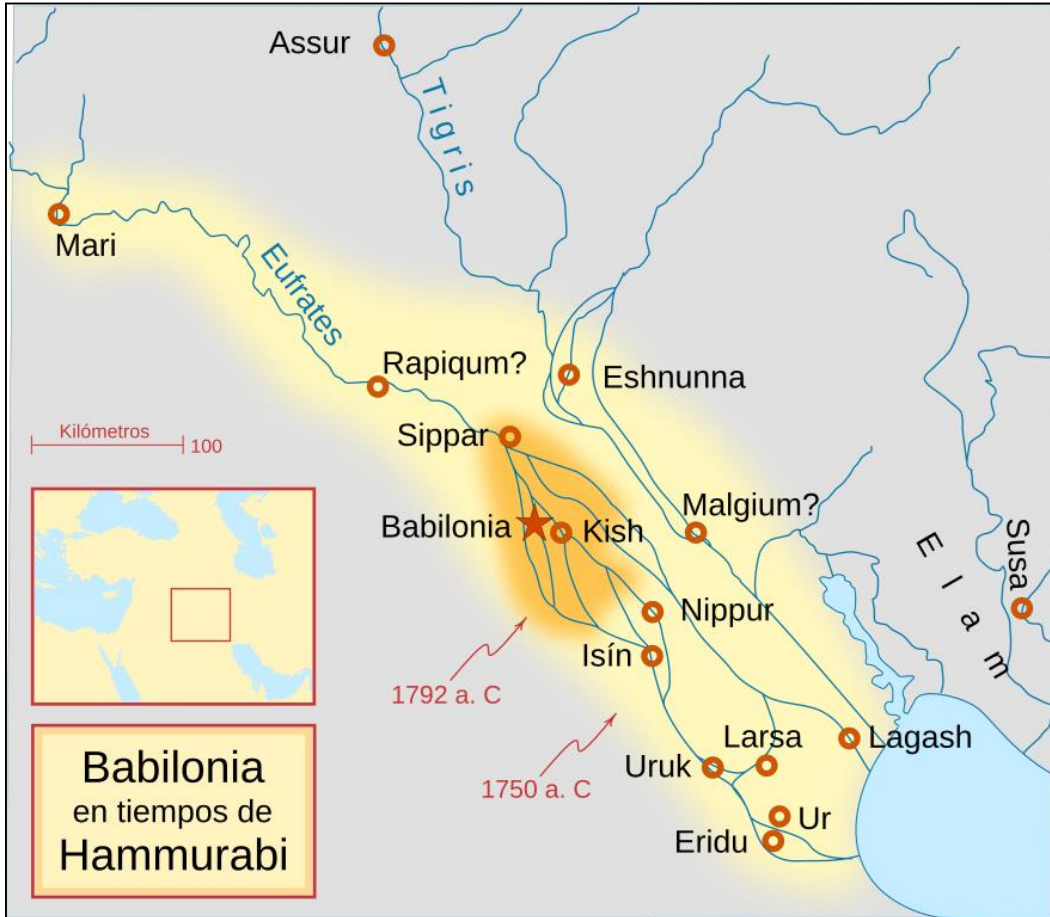 Assur
Tigris
Mari
Eufrates
Rapiqum?
Eshnunna
Kilómetros
100
Sippar
Babilonia
Kish
Malgium?
Elam
Susa
Nippur
Isín
1792 a. C
1750 a. C
Larsa
Lagash
Uruk
Ur
Eridu
Babilonia
en tiempos de
Hammurabi